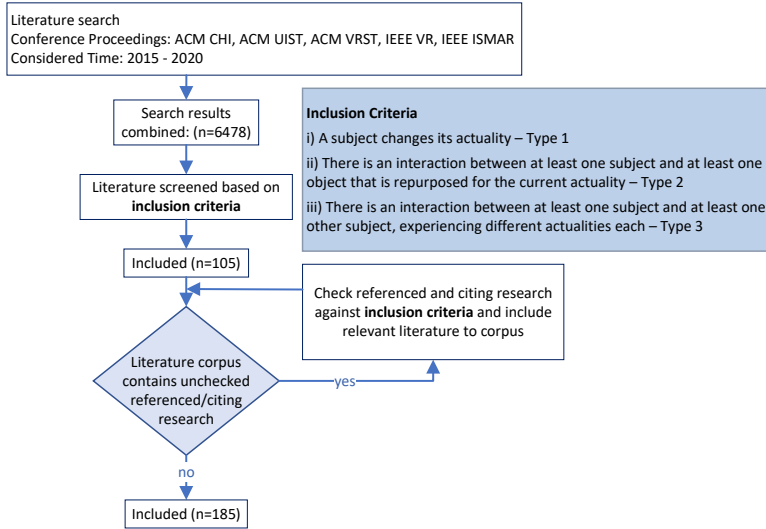 Literature search
Conference Proceedings: ACM CHI, ACM UIST, ACM VRST, IEEE VR, IEEE ISMAR
Considered Time: 2015 - 2020
Search results
combined: (n=6478)
Literature screened based on
inclusion criteria
Included (n=105)
Inclusion Criteria
i) A subject changes its actuality – Type 1
ii) There is an interaction between at least one subject and at least one
object that is repurposed for the current actuality – Type 2
iii) There is an interaction between at least one subject and at least one
other subject, experiencing different actualities each – Type 3
Check referenced and citing research
against inclusion criteria and include
relevant literature to corpus
Literature corpus
contains unchecked
referenced/citing
research
yes
no
Included (n=185)